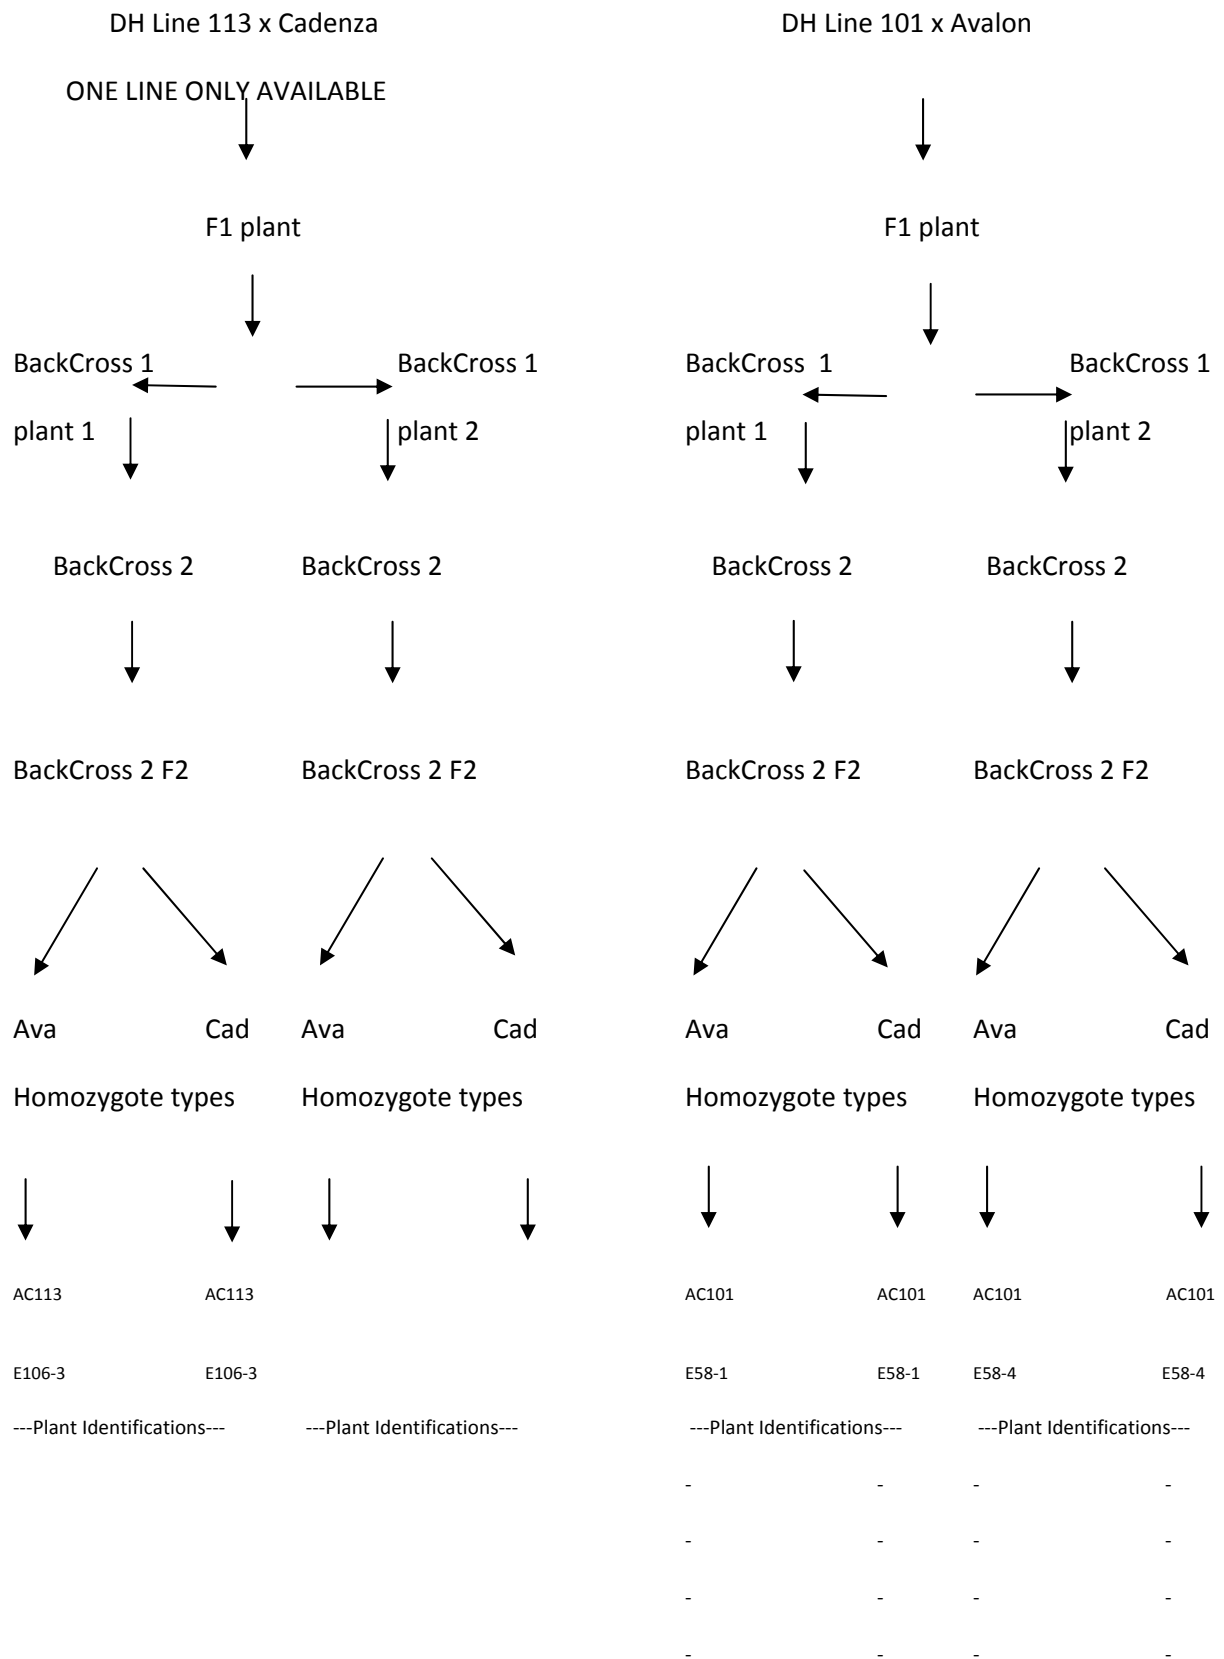 DH Line 113 x Cadenza DH Line 101 x Avalon
ONE LINE ONLY AVAILABLE
F1 plant F1 plant
BackCross 1 BackCross 1 BackCross 1 BackCross 1
plant 1 plant 2 plant 1 plant 2
BackCross 2 BackCross 2 BackCross 2 BackCross 2
BackCross 2 F2 BackCross 2 F2 BackCross 2 F2 BackCross 2 F2
Ava Cad Ava Cad Ava Cad Ava Cad
Homozygote types Homozygote types Homozygote types Homozygote types
AC113 AC113 AC101 AC101 AC101 AC101
E106-3 E106-3 E58-1 E58-1 E58-4 E58-4
---Plant Identifications--- ---Plant Identifications--- ---Plant Identifications--- ---Plant Identifications---
- - - -
- - - -
- - - -
- - - -